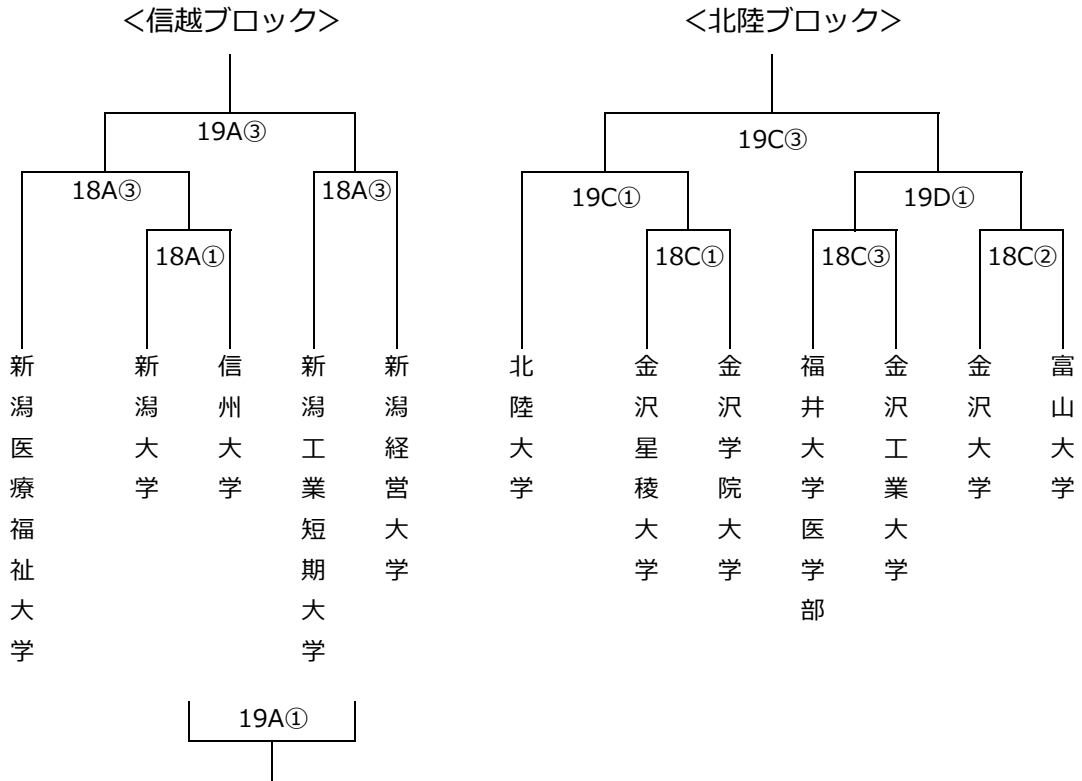 <信越ブロック>
<北陸ブロック>
19A③
19C③
18A③
18A③
19C①
19D①
18A①
18C①
18C③
18C②
新潟医療福祉大学
新潟大学
信州大学
新潟工業短期大学
新潟経営大学
北陸大学
金沢星稜大学
金沢学院大学
福井大学医学部
金沢工業大学
金沢大学
富山大学
19A①